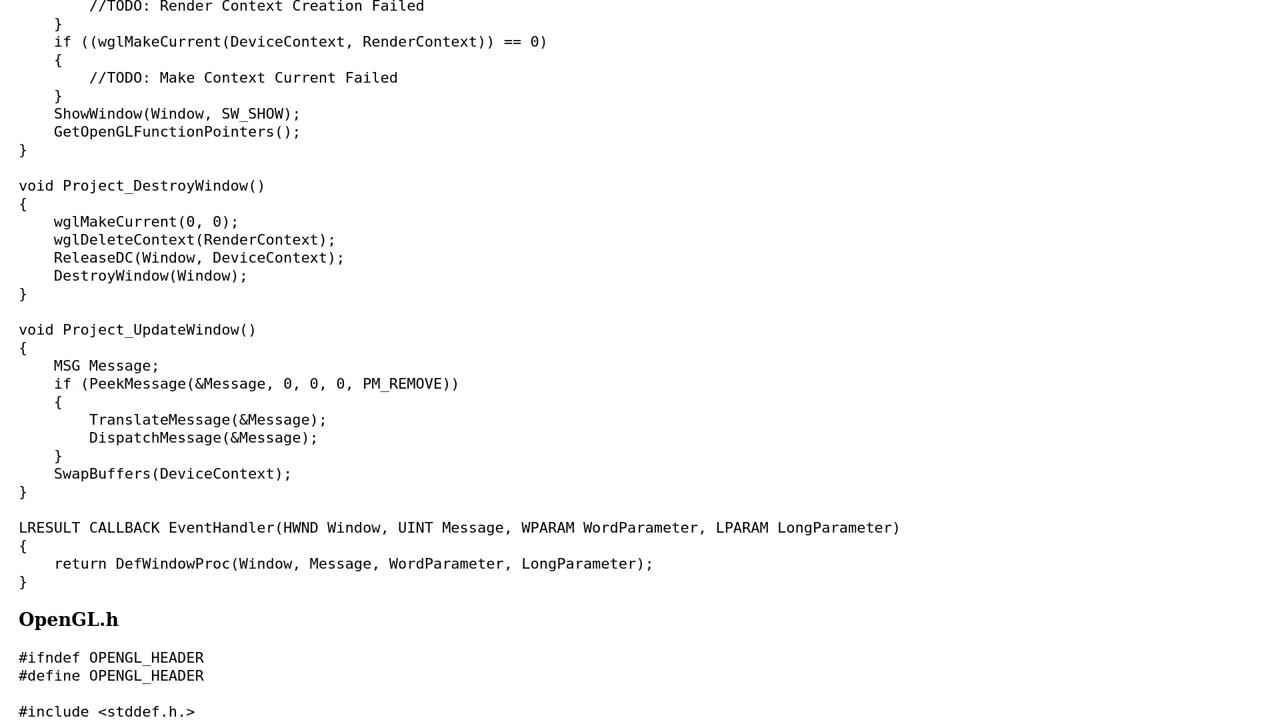 //TODO: Render Context Creation Failed
    }
    if ((wglMakeCurrent(DeviceContext, RenderContext)) == 0)
    {
        //TODO: Make Context Current Failed
    }
    ShowWindow(Window, SW_SHOW);
    GetOpenGLFunctionPointers();
}

void Project_DestroyWindow()
{
    wglMakeCurrent(0, 0);
    wglDeleteContext(RenderContext);
    ReleaseDC(Window, DeviceContext);
    DestroyWindow(Window);
}

void Project_UpdateWindow()
{
    MSG Message;
    if (PeekMessage(&Message, 0, 0, 0, PM_REMOVE))
    {
        TranslateMessage(&Message);
        DispatchMessage(&Message);
    }
    SwapBuffers(DeviceContext);
}

LRESULT CALLBACK EventHandler(HWND Window, UINT Message, WPARAM WordParameter, LPARAM LongParameter)
{
    return DefWindowProc(Window, Message, WordParameter, LongParameter);
}
OpenGL.h
#ifndef OPENGL_HEADER
#define OPENGL_HEADER

#include <stddef.h.>